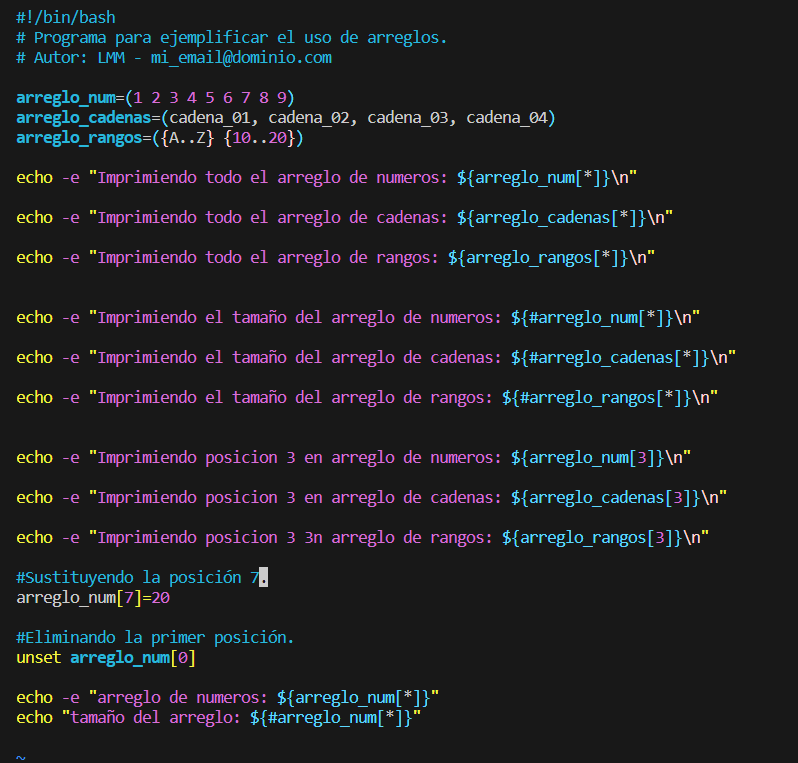 #!/bin/bash
# Programa para ejemplificar el uso de arreglos.
# Autor: LMM - mi_email@dominio.com
arreglo_num=(1 2 3 4 5 6 7 8 9)
arreglo_cadenas=(cadena_01, cadena_02, cadena_03, cadena_04)
arreglo_rangos=({A..Z} {10..20})
echo -e "Imprimiendo todo el arreglo de numeros: ${arreglo_num[*]}\n"
echo -e "Imprimiendo todo el arreglo de cadenas: ${arreglo_cadenas[*]}\n"
echo -e "Imprimiendo todo el arreglo de rangos: ${arreglo_rangos[*]}\n"
echo -e "Imprimiendo el tamaño del arreglo de numeros: ${#arreglo_num[*]}\n"
echo -e "Imprimiendo el tamaño del arreglo de cadenas: ${#arreglo_cadenas[*]}\n"
echo -e "Imprimiendo el tamaño del arreglo de rangos: ${#arreglo_rangos[*]}\n"
echo -e "Imprimiendo posicion 3 en arreglo de numeros: ${arreglo_num[3]}\n"
echo -e "Imprimiendo posicion 3 en arreglo de cadenas: ${arreglo_cadenas[3]}\n"
echo -e "Imprimiendo posicion 3 3n arreglo de rangos: ${arreglo_rangos[3]}\n"
#Sustituyendo la posición 7.
arreglo_num[7]=20
#Eliminando la primer posición.
unset arreglo_num[0]
echo -e "arreglo de numeros: ${arreglo_num[*]}"
echo "tamaño del arreglo: ${#arreglo_num[*]}"
~